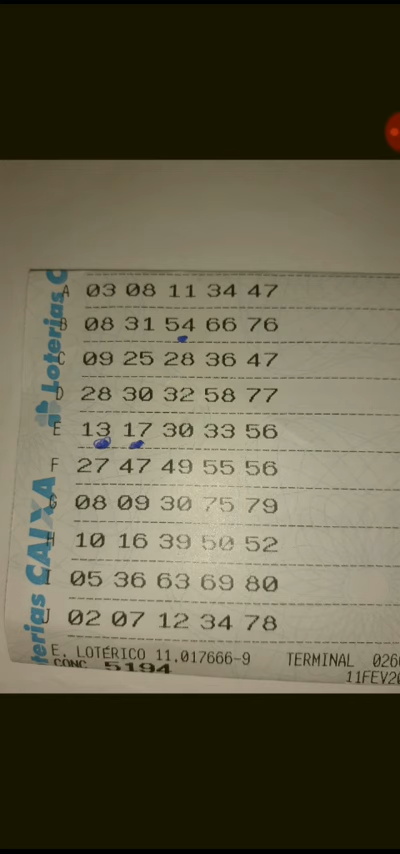 A 03 08 11 34 47
B 08 31 54 66 76
C 09 25 28 36 47
D 28 30 32 58 77
E 13 17 30 33 56
F 27 47 49 55 56
G 08 09 30 75 79
H 10 16 39 50 52
I 05 36 63 69 80
J 02 07 12 34 78
E. LOTÉRICO 11.017666-9 TERMINAL 026
CONC 5194
11FEV20
Loterias C
terias CAIXA